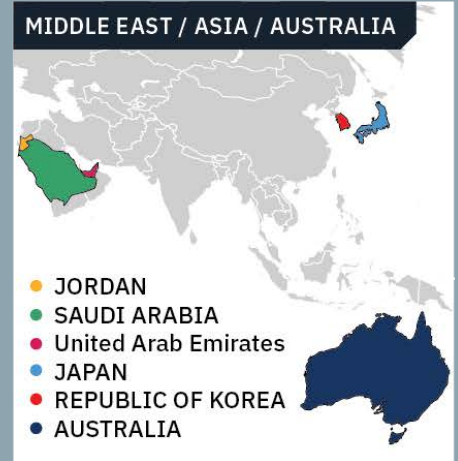 MIDDLE EAST / ASIA / AUSTRALIA
JORDAN
SAUDI ARABIA
United Arab Emirates
JAPAN
REPUBLIC OF KOREA
AUSTRALIA